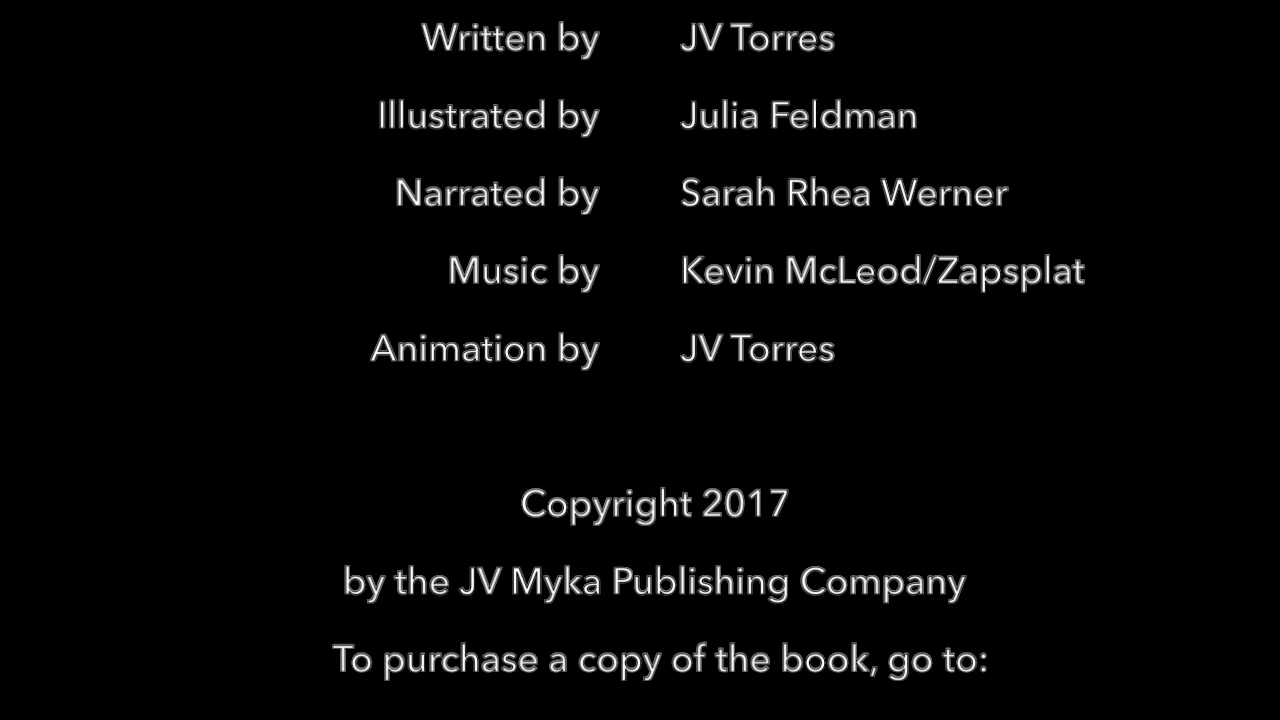 Written by JV Torres
Illustrated by Julia Feldman
Narrated by Sarah Rhea Werner
Music by Kevin McLeod/Zapsplat
Animation by JV Torres
Copyright 2017
by the JV Myka Publishing Company
To purchase a copy of the book, go to: